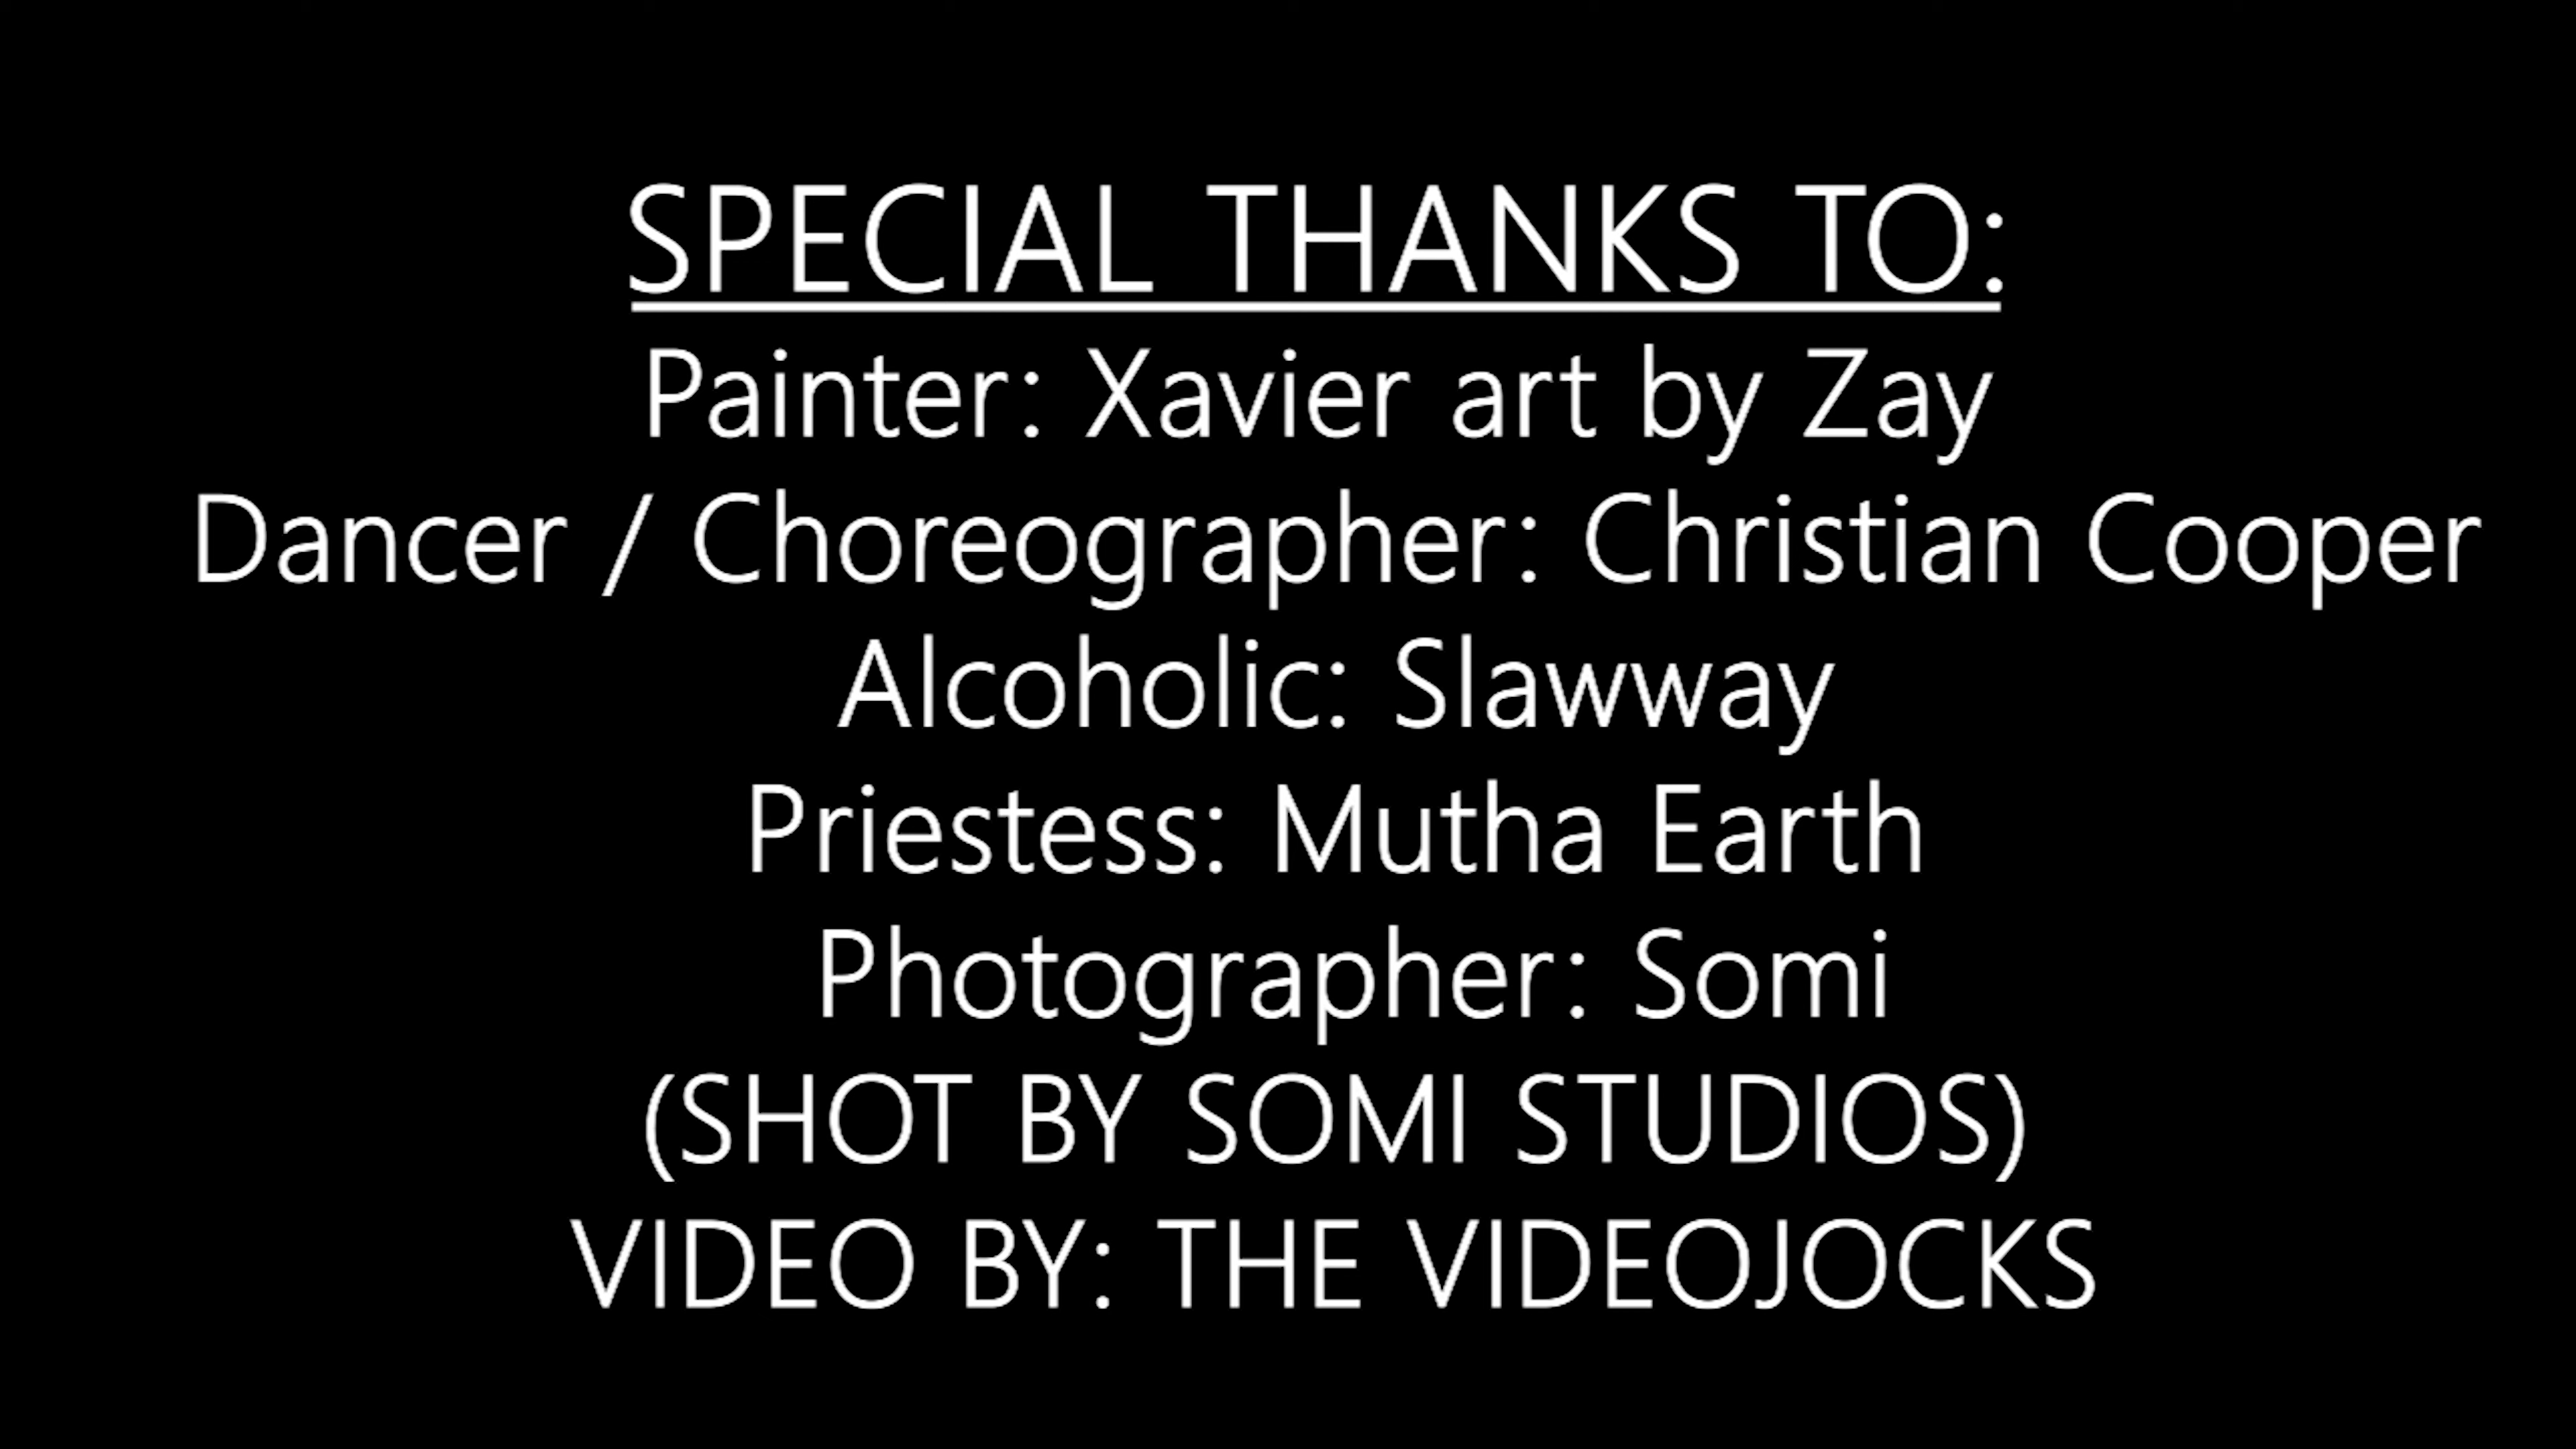 SPECIAL THANKS TO:
Painter: Xavier art by Zay
Dancer / Choreographer: Christian Cooper
Alcoholic: Slawway
Priestess: Mutha Earth
Photographer: Somi
(SHOT BY SOMI STUDIOS)
VIDEO BY: THE VIDEOJOCKS